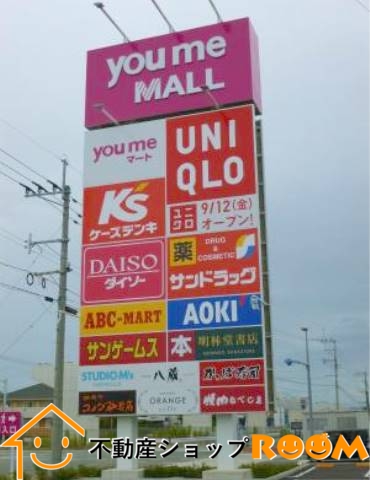 you me
MALL
you me
マート
UNI
QLO
K's
ケーズデンキ
ユニ
クロ
9/12(金)
オープン!
DAISO
ダイソー
薬
DRUG &
COSMETIC
サンドラッグ
ABC-MART
AOKI
サンゲームス
本
明林堂書店
STUDIO M's
八蔵
ORANGE
入口
不動産ショップ ROOM